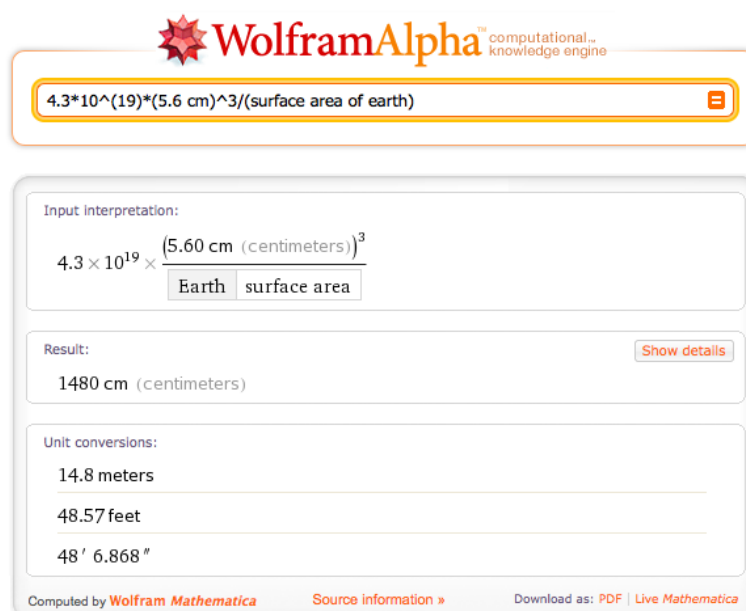 WolframAlpha™ computational... knowledge engine
4.3*10^(19)*(5.6 cm)^3/(surface area of earth)
Input interpretation:
4.3 × 10^19 × (5.60 cm (centimeters))^3
Earth surface area
Result:
Show details
1480 cm (centimeters)
Unit conversions:
14.8 meters
48.57 feet
48′ 6.868″
Computed by Wolfram Mathematica Source information » Download as: PDF | Live Mathematica